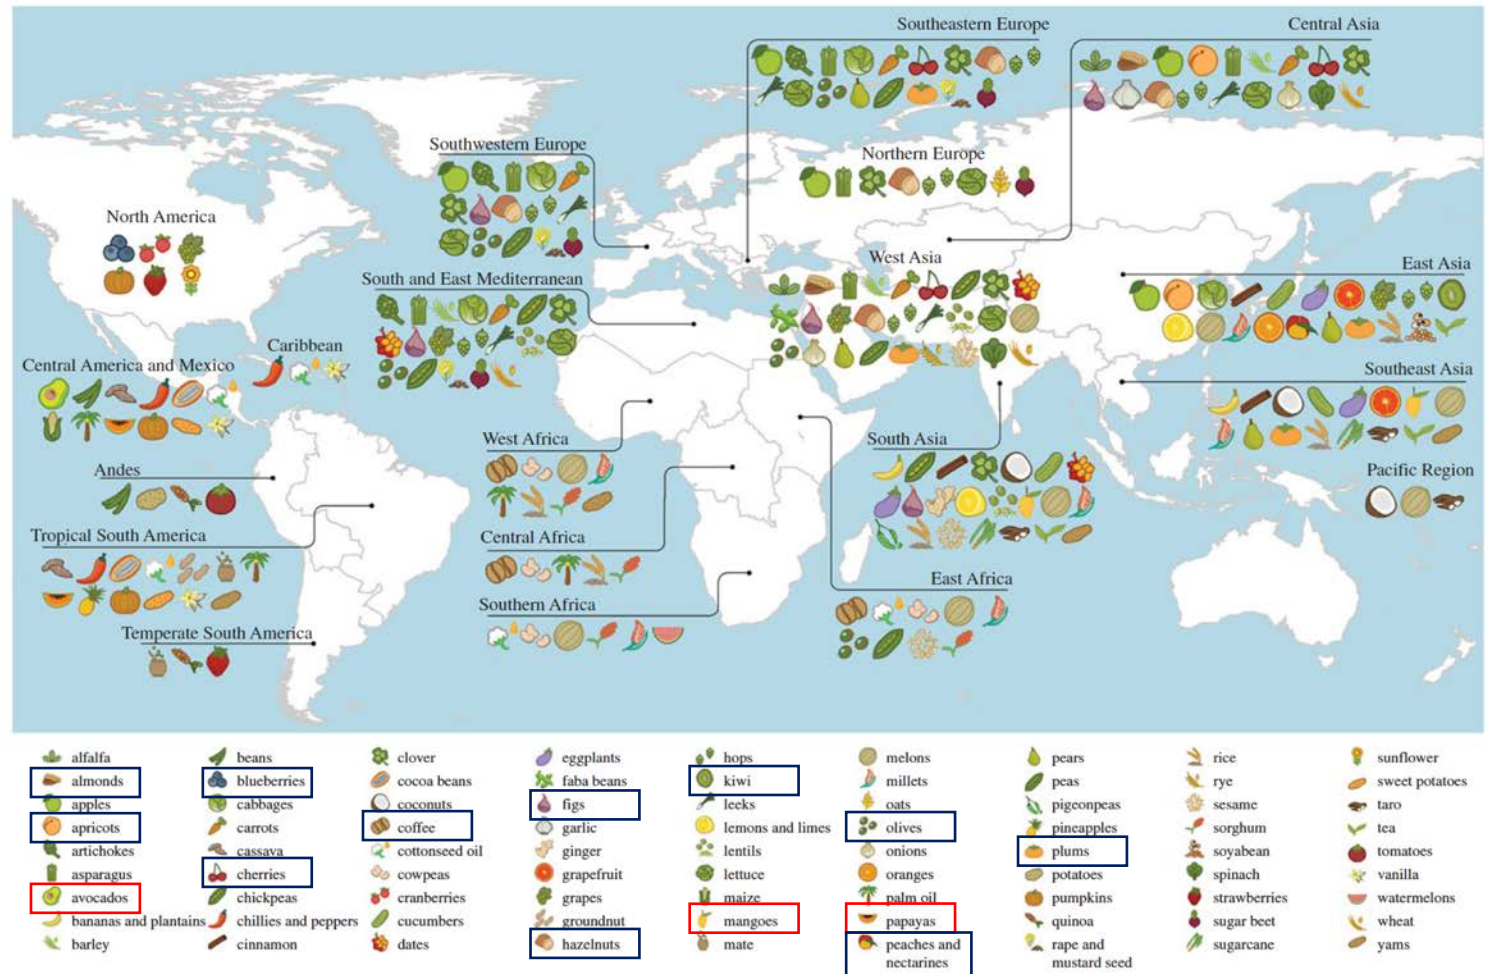 Southeastern Europe
Central Asia
Southwestern Europe
Northern Europe
North America
West Asia
East Asia
South and East Mediterranean
Caribbean
Central America and Mexico
Southeast Asia
West Africa
South Asia
Andes
Pacific Region
Tropical South America
Central Africa
East Africa
Southern Africa
Temperate South America
alfalfa
almonds
apples
apricots
artichokes
asparagus
avocados
bananas and plantains
barley
beans
blueberries
cabbages
carrots
cassava
cherries
chickpeas
chillies and peppers
cinnamon
clover
cocoa beans
coconuts
coffee
cottonseed oil
cowpeas
cranberries
cucumbers
dates
eggplants
faba beans
figs
garlic
ginger
grapefruit
grapes
groundnut
hazelnuts
hops
kiwi
leeks
lemons and limes
lentils
lettuce
maize
mangoes
mate
melons
millets
oats
olives
onions
oranges
palm oil
papayas
peaches and
nectarines
pears
peas
pigeonpeas
pineapples
plums
potatoes
pumpkins
quinoa
rape and
mustard seed
rice
rye
sesame
sorghum
soyabean
spinach
strawberries
sugar beet
sugarcane
sunflower
sweet potatoes
taro
tea
tomatoes
vanilla
watermelons
wheat
yams